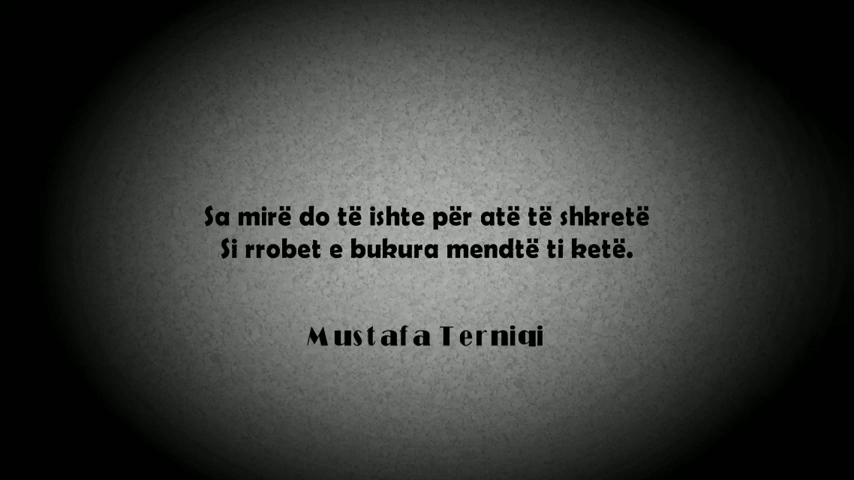 Sa mirë do të ishte për atë të shkretë
Si rrobet e bukura mendtë ti ketë.
Mustafa Terniqi